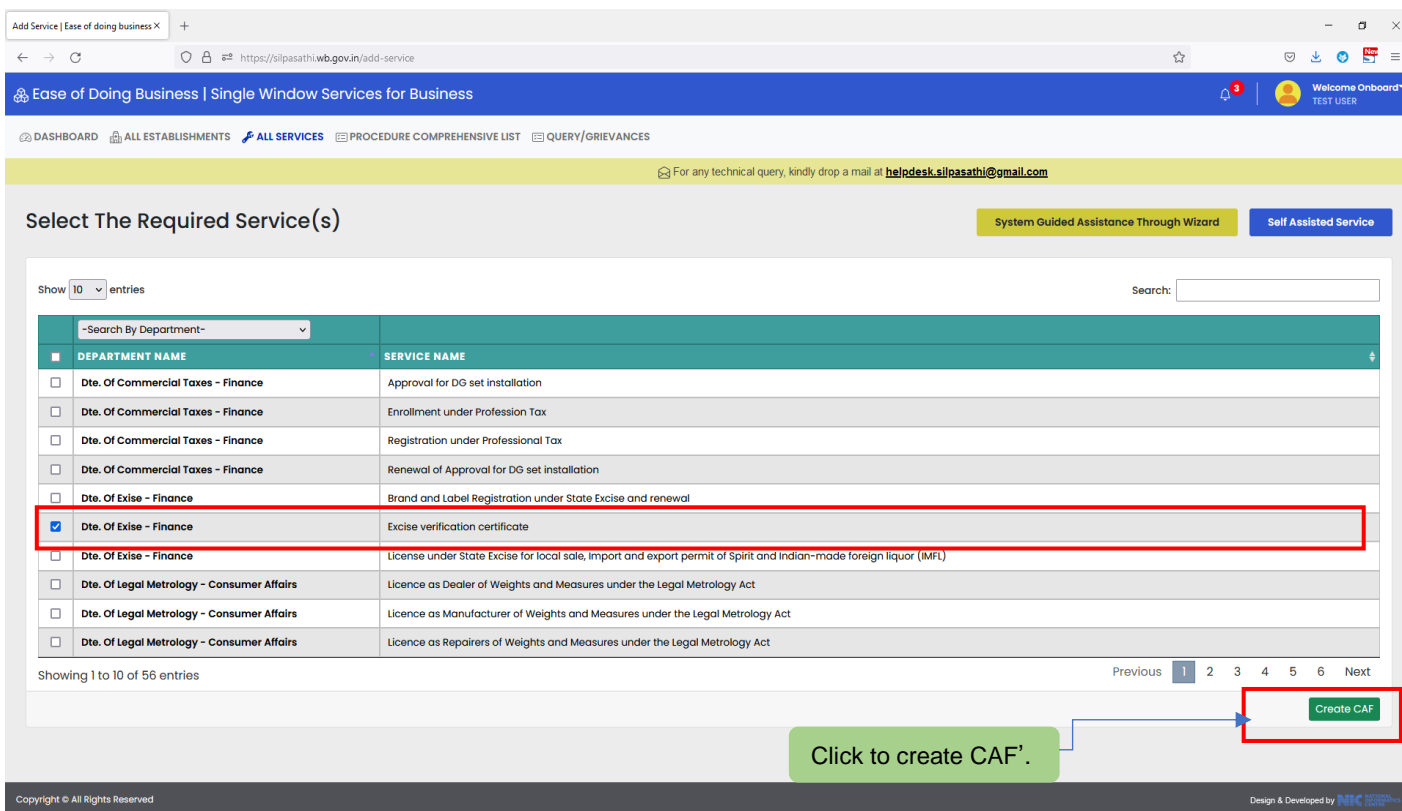 Add Service | Ease of doing business
https://silpasathi.wb.gov.in/add-service
New
Ease of Doing Business | Single Window Services for Business
3
Welcome Onboard
TEST USER
DASHBOARD ALL ESTABLISHMENTS ALL SERVICES PROCEDURE COMPREHENSIVE LIST QUERY/GRIEVANCES
For any technical query, kindly drop a mail at helpdesk.silpasathi@gmail.com
Select The Required Service(s)
System Guided Assistance Through Wizard
Self Assisted Service
Show 10 entries
Search:
-Search By Department-
DEPARTMENT NAME SERVICE NAME
Dte. Of Commercial Taxes - Finance Approval for DG set installation
Dte. Of Commercial Taxes - Finance Enrollment under Profession Tax
Dte. Of Commercial Taxes - Finance Registration under Professional Tax
Dte. Of Commercial Taxes - Finance Renewal of Approval for DG set installation
Dte. Of Exise - Finance Brand and Label Registration under State Excise and renewal
Dte. Of Exise - Finance Excise verification certificate
Dte. Of Exise - Finance License under State Excise for local sale, Import and export permit of Spirit and Indian-made foreign liquor (IMFL)
Dte. Of Legal Metrology - Consumer Affairs Licence as Dealer of Weights and Measures under the Legal Metrology Act
Dte. Of Legal Metrology - Consumer Affairs Licence as Manufacturer of Weights and Measures under the Legal Metrology Act
Dte. Of Legal Metrology - Consumer Affairs Licence as Repairers of Weights and Measures under the Legal Metrology Act
Showing 1 to 10 of 56 entries
Previous 1 2 3 4 5 6 Next
Create CAF
Click to create CAF’.
Copyright © All Rights Reserved
Design & Developed by NIC NATIONAL INFORMATICS CENTRE